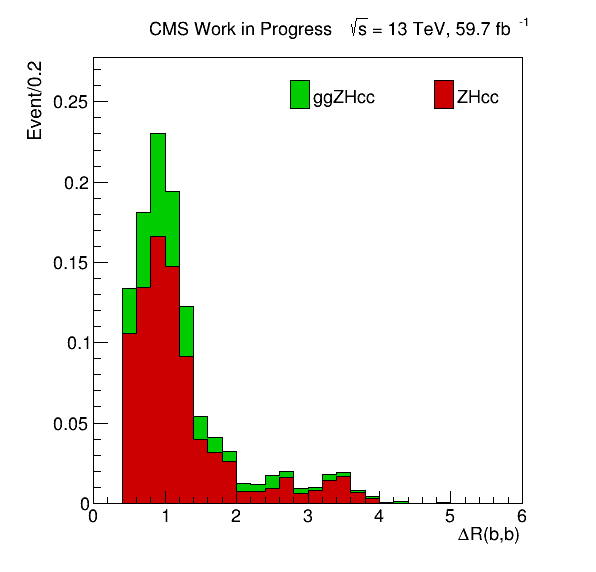 CMS Work in Progress √s = 13 TeV, 59.7 fb⁻¹
Event/0.2
ggZHcc ZHcc
0.25
0.2
0.15
0.1
0.05
0
0 1 2 3 4 5 6
ΔR(b,b)